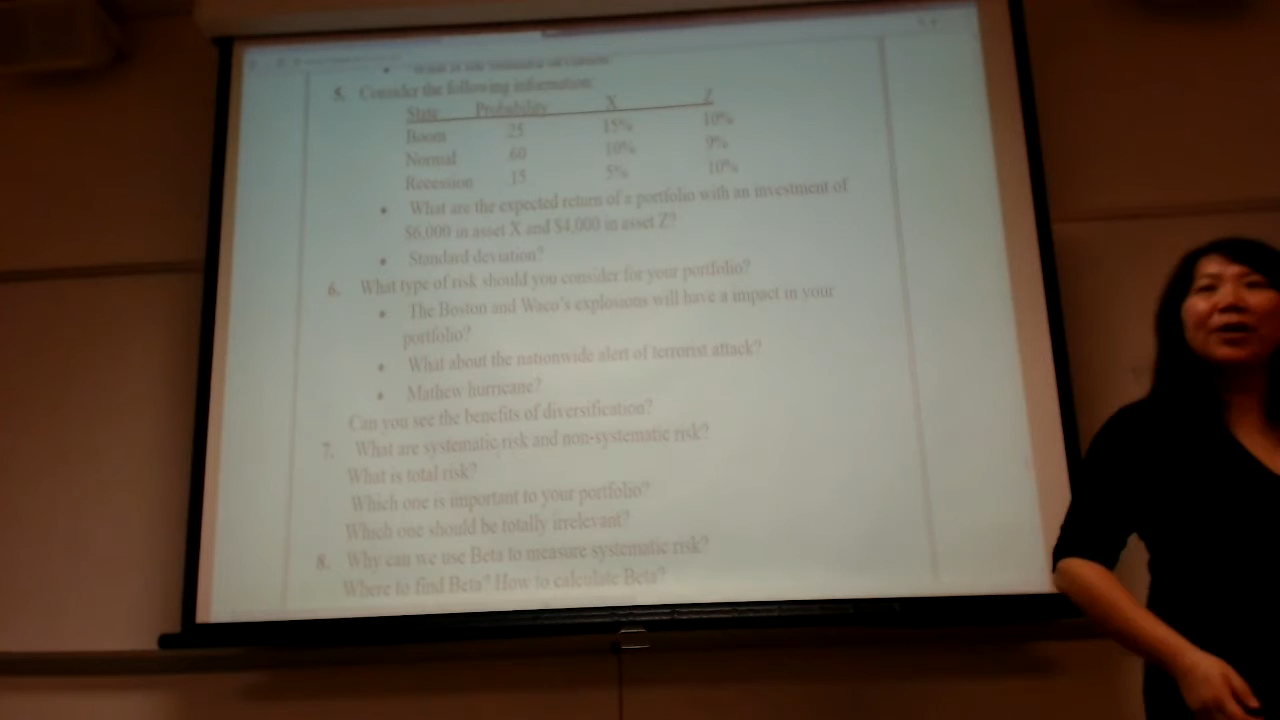 5. Consider the following information:
State Probability X Z
Boom .25 15% 10%
Normal .60 10% 9%
Recession .15 5% 10%
• What are the expected return of a portfolio with an investment of
$6,000 in asset X and $4,000 in asset Z?
• Standard deviation?
6. What type of risk should you consider for your portfolio?
• The Boston and Waco's explosions will have a impact in your
portfolio?
• What about the nationwide alert of terrorist attack?
• Mathew hurricane?
Can you see the benefits of diversification?
7. What are systematic risk and non-systematic risk?
What is total risk?
Which one is important to your portfolio?
Which one should be totally irrelevant?
8. Why can we use Beta to measure systematic risk?
Where to find Beta? How to calculate Beta?